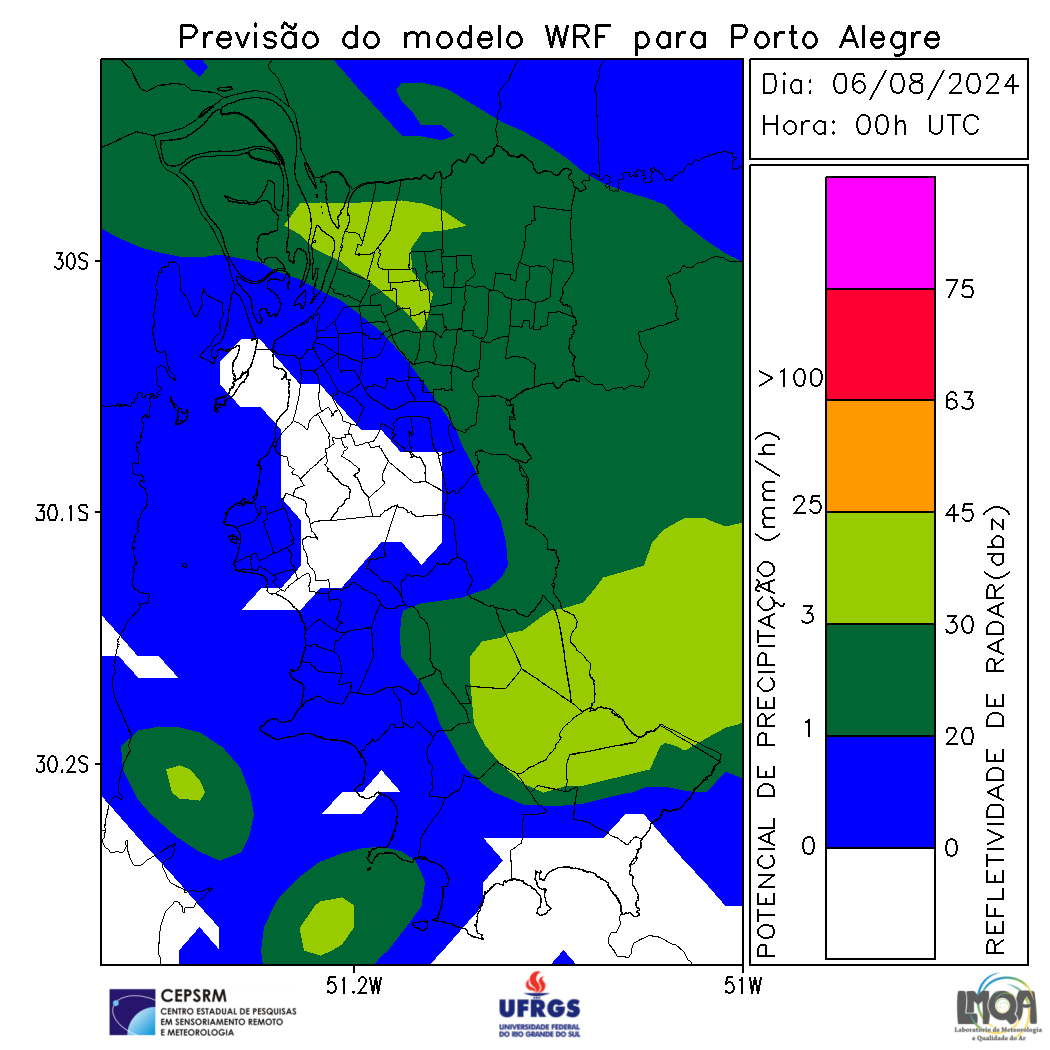 Previsão do modelo WRF para Porto Alegre
Dia: 06/08/2024
Hora: 00h UTC
30S
30.1S
30.2S
51.2W
51W
POTENCIAL DE PRECIPITAÇÃO (mm/h)
>100
25
3
1
0
75
63
45
30
20
0
REFLETIVIDADE DE RADAR(dbz)
CEPSRM
CENTRO ESTADUAL DE PESQUISAS
EM SENSORIAMENTO REMOTO
E METEOROLOGIA
UFRGS
UNIVERSIDADE FEDERAL
DO RIO GRANDE DO SUL
LMQA
Laboratório de Meteorologia
e Qualidade do Ar